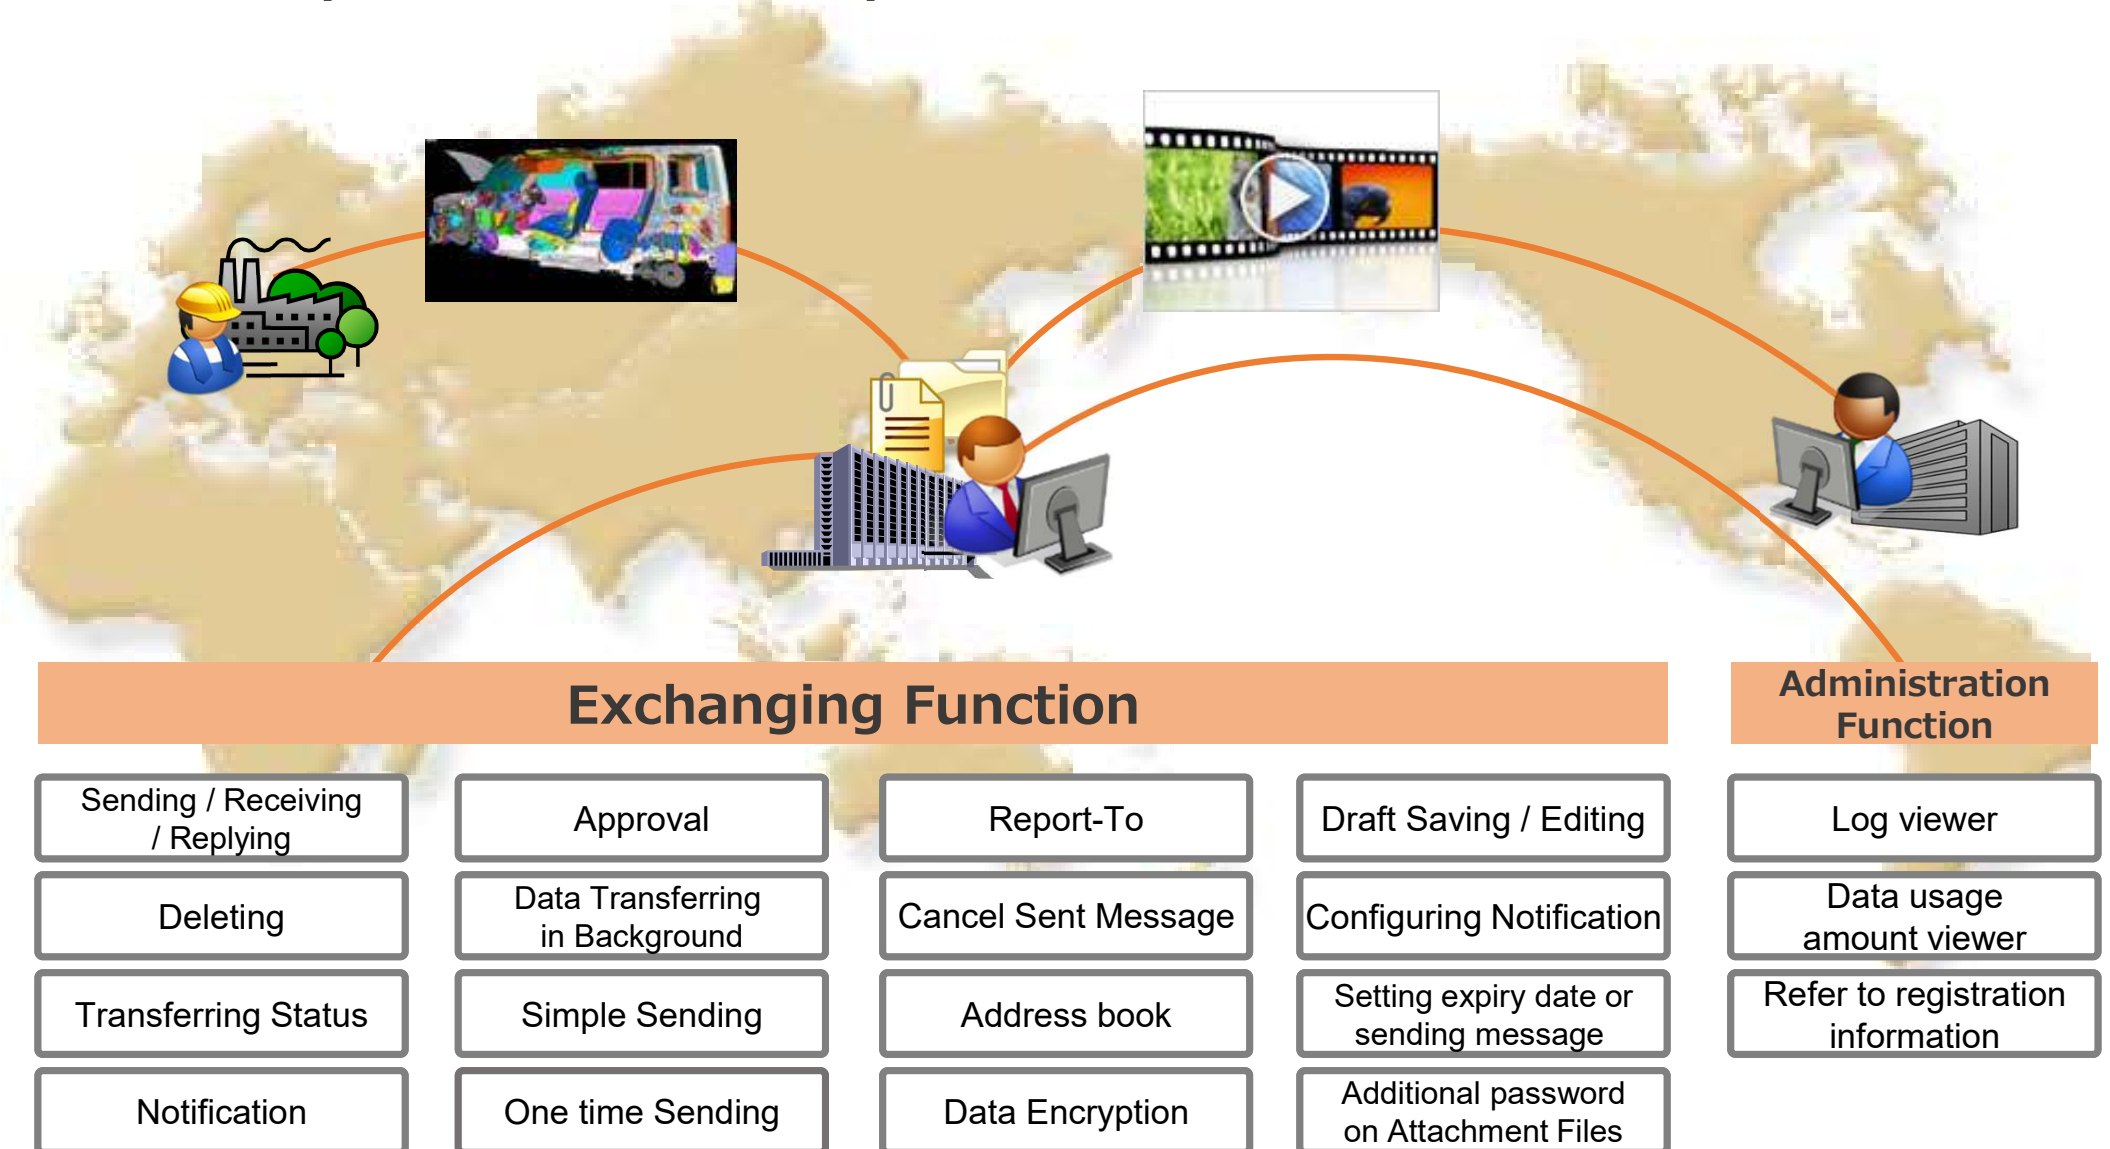 Exchanging Function
Administration
Function
Sending / Receiving
/ Replying
Approval
Report-To
Draft Saving / Editing
Log viewer
Deleting
Data Transferring
in Background
Cancel Sent Message
Configuring Notification
Data usage
amount viewer
Transferring Status
Simple Sending
Address book
Setting expiry date or
sending message
Refer to registration
information
Notification
One time Sending
Data Encryption
Additional password
on Attachment Files